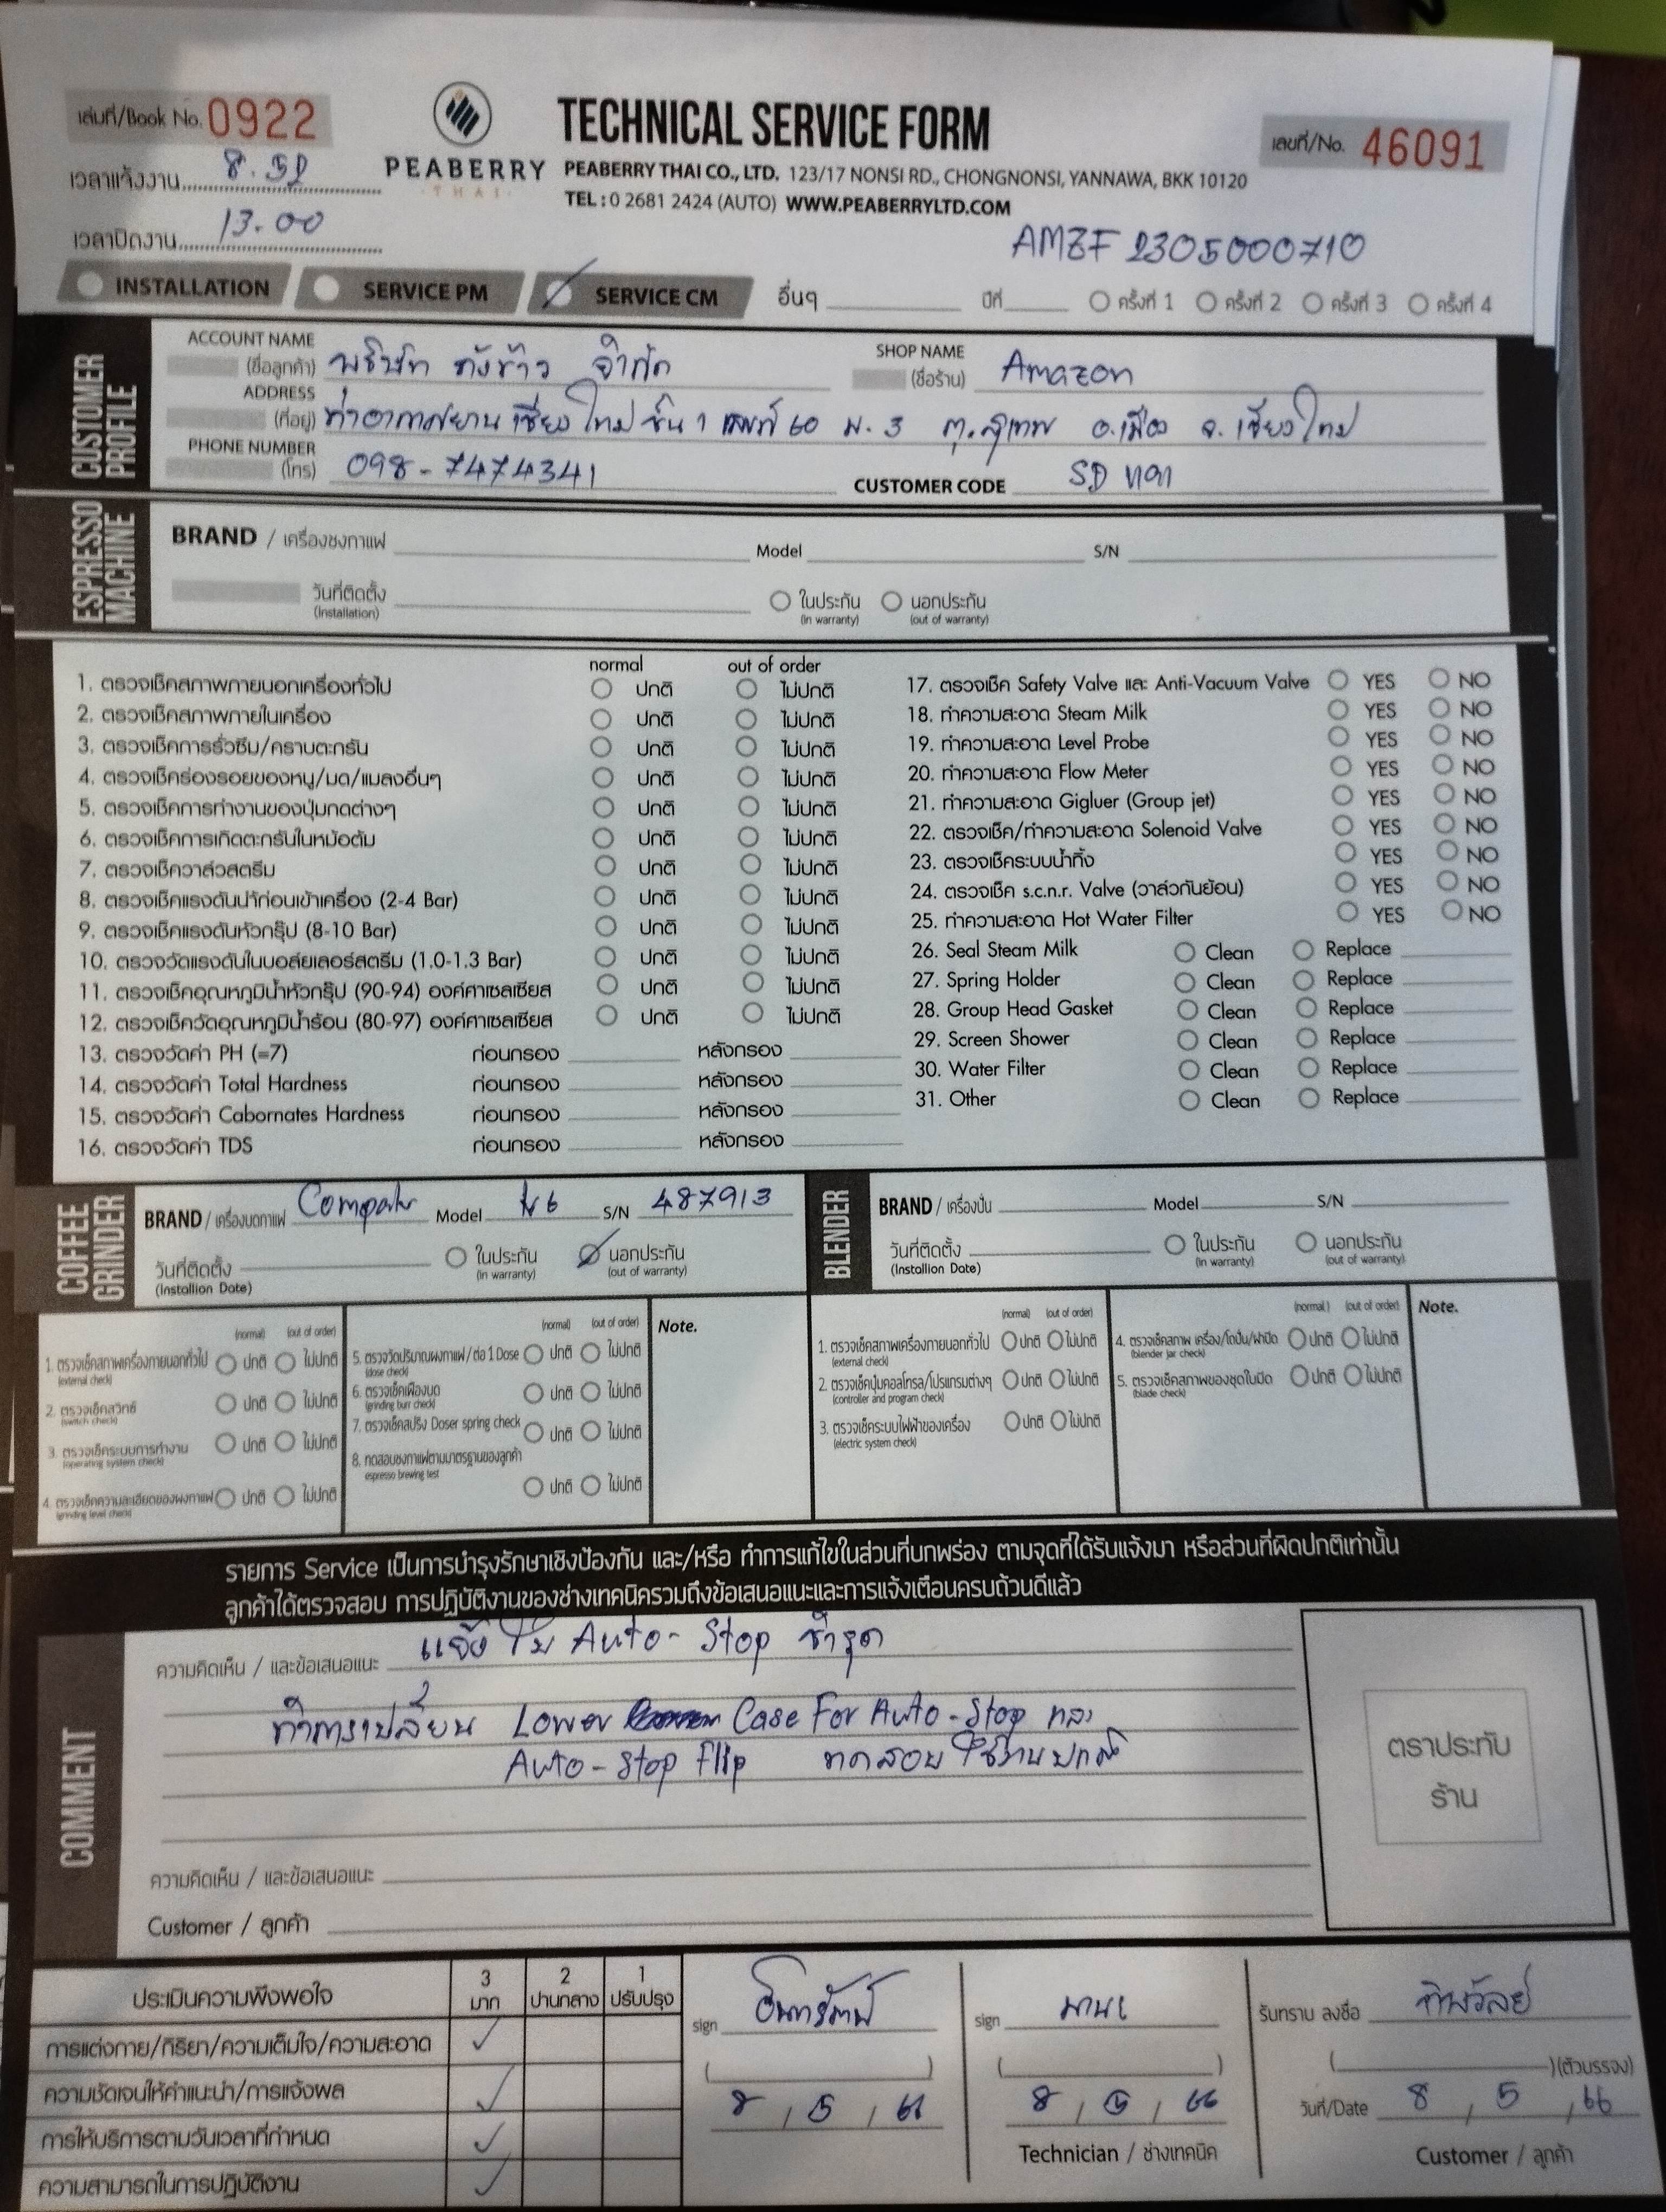 เล่มที่/Book No. 0922
PEABERRY
THAI
TECHNICAL SERVICE FORM
PEABERRY THAI CO., LTD. 123/17 NONSI RD., CHONGNONSI, YANNAWA, BKK 10120
TEL : 0 2681 2424 (AUTO) WWW.PEABERRYLTD.COM
เลขที่/No. 46091
เวลาแจ้งงาน
เวลาปิดงาน 13.00
AMZF 2305000710
INSTALLATION SERVICE PM SERVICE CM อื่นๆ ปีที่ ครั้งที่ 1 ครั้งที่ 2 ครั้งที่ 3 ครั้งที่ 4
CUSTOMER PROFILE
ACCOUNT NAME (ชื่อลูกค้า) จำกัด
SHOP NAME (ชื่อร้าน) Amazon
ADDRESS (ที่อยู่) ท่าอากาศยานเชียงใหม่ ชั้น 1 เลขที่ 60 ม. 3 ต.สุเทพ อ.เมือง จ.เชียงใหม่
PHONE NUMBER (โทร) 098-7474341
CUSTOMER CODE SD
ESPRESSO MACHINE
BRAND / เครื่องชงกาแฟ Model S/N
วันที่ติดตั้ง (Installation) ในประกัน (in warranty) นอกประกัน (out of warranty)
normal out of order
1. ตรวจเช็คสภาพภายนอกเครื่องทั่วไป ปกติ ไม่ปกติ
2. ตรวจเช็คสภาพภายในเครื่อง ปกติ ไม่ปกติ
3. ตรวจเช็คการรั่วซึม/คราบตะกรัน ปกติ ไม่ปกติ
4. ตรวจเช็คร่องรอยของหนู/มด/แมลงอื่นๆ ปกติ ไม่ปกติ
5. ตรวจเช็คการทำงานของปุ่มกดต่างๆ ปกติ ไม่ปกติ
6. ตรวจเช็คการเกิดตะกรันในหม้อต้ม ปกติ ไม่ปกติ
7. ตรวจเช็ควาล์วสตรีม ปกติ ไม่ปกติ
8. ตรวจเช็คแรงดันน้ำก่อนเข้าเครื่อง (2-4 Bar) ปกติ ไม่ปกติ
9. ตรวจเช็คแรงดันหัวกรุ๊ป (8-10 Bar) ปกติ ไม่ปกติ
10. ตรวจวัดแรงดันในบอล์ยเลอร์สตรีม (1.0-1.3 Bar) ปกติ ไม่ปกติ
11. ตรวจเช็คอุณหภูมิน้ำหัวกรุ๊ป (90-94) องค์ศาเซลเซียส ปกติ ไม่ปกติ
12. ตรวจเช็ควัดอุณหภูมิน้ำร้อน (80-97) องค์ศาเซลเซียส ปกติ ไม่ปกติ
13. ตรวจวัดค่า PH (=7) ก่อนกรอง หลังกรอง
14. ตรวจวัดค่า Total Hardness ก่อนกรอง หลังกรอง
15. ตรวจวัดค่า Cabornates Hardness ก่อนกรอง หลังกรอง
16. ตรวจวัดค่า TDS ก่อนกรอง หลังกรอง
17. ตรวจเช็ค Safety Valve และ Anti-Vacuum Valve YES NO
18. ทำความสะอาด Steam Milk YES NO
19. ทำความสะอาด Level Probe YES NO
20. ทำความสะอาด Flow Meter YES NO
21. ทำความสะอาด Gigluer (Group jet) YES NO
22. ตรวจเช็ค/ทำความสะอาด Solenoid Valve YES NO
23. ตรวจเช็คระบบน้ำทิ้ง YES NO
24. ตรวจเช็ค s.c.n.r. Valve (วาล์วกันย้อน) YES NO
25. ทำความสะอาด Hot Water Filter YES NO
26. Seal Steam Milk Clean Replace
27. Spring Holder Clean Replace
28. Group Head Gasket Clean Replace
29. Screen Shower Clean Replace
30. Water Filter Clean Replace
31. Other Clean Replace
COFFEE GRINDER
BRAND / เครื่องบดกาแฟ Model S/N 487913
วันที่ติดตั้ง (Installion Date) ในประกัน (in warranty) นอกประกัน (out of warranty)
BLENDER
BRAND / เครื่องปั่น Model S/N
วันที่ติดตั้ง (Installion Date) ในประกัน (in warranty) นอกประกัน (out of warranty)
(normal) (out of order)
1. ตรวจเช็คสภาพเครื่องภายนอกทั่วไป (external check) ปกติ ไม่ปกติ
2. ตรวจเช็คสวิทซ์ (switch check) ปกติ ไม่ปกติ
3. ตรวจเช็คระบบการทำงาน (operating system check) ปกติ ไม่ปกติ
4. ตรวจเช็คความละเอียดของผงกาแฟ (grinding level check) ปกติ ไม่ปกติ
(normal) (out of order)
5. ตรวจวัดปริมาณผงกาแฟ / ต่อ 1 Dose (dose check) ปกติ ไม่ปกติ
6. ตรวจเช็คเฟืองบด (grinding burr check) ปกติ ไม่ปกติ
7. ตรวจเช็คสปริง Doser spring check ปกติ ไม่ปกติ
8. ทดสอบชงกาแฟตามมาตรฐานของลูกค้า espresso brewing test ปกติ ไม่ปกติ
Note.
(normal) (out of order)
1. ตรวจเช็คสภาพเครื่องภายนอกทั่วไป (external check) ปกติ ไม่ปกติ
2. ตรวจเช็คปุ่มคอลโทรล/โปรแกรมต่างๆ (controller and program check) ปกติ ไม่ปกติ
3. ตรวจเช็คระบบไฟฟ้าของเครื่อง (electric system check) ปกติ ไม่ปกติ
(normal ) (out of order)
4. ตรวจเช็คสภาพ เครื่อง/โถปั่น/ฝาปิด (blender jar check) ปกติ ไม่ปกติ
5. ตรวจเช็คสภาพของชุดใบมีด (blade check) ปกติ ไม่ปกติ
Note.
รายการ Service เป็นการบำรุงรักษาเชิงป้องกัน และ/หรือ ทำการแก้ไขในส่วนที่บกพร่อง ตามจุดที่ได้รับแจ้งมา หรือส่วนที่ผิดปกติเท่านั้น
ลูกค้าได้ตรวจสอบ การปฏิบัติงานของช่างเทคนิครวมถึงข้อเสนอแนะและการแจ้งเตือนครบถ้วนดีแล้ว
COMMENT
ความคิดเห็น / และข้อเสนอแนะ แจ้ง ใบ Auto-Stop ชำรุด
ทำการเปลี่ยน Lower Case For Auto-Stop และ
Auto-Stop Flip ทดสอบ ใช้งานปกติ
ตราประทับ
ร้าน
ความคิดเห็น / และข้อเสนอแนะ
Customer / ลูกค้า
ประเมินความพึงพอใจ 3 มาก 2 ปานกลาง 1 ปรับปรุง
การแต่งกาย/กิริยา/ความเต็มใจ/ความสะอาด
ความชัดเจนให้คำแนะนำ/การแจ้งผล
การให้บริการตามวันเวลาที่กำหนด
ความสามารถในการปฏิบัติงาน
sign
8 / 5 / 66
sign
8 / 5 / 66
Technician / ช่างเทคนิค
รับทราบ ลงชื่อ ทิพวัลย์
(ตัวบรรจง)
วันที่/Date 8 / 5 / 66
Customer / ลูกค้า